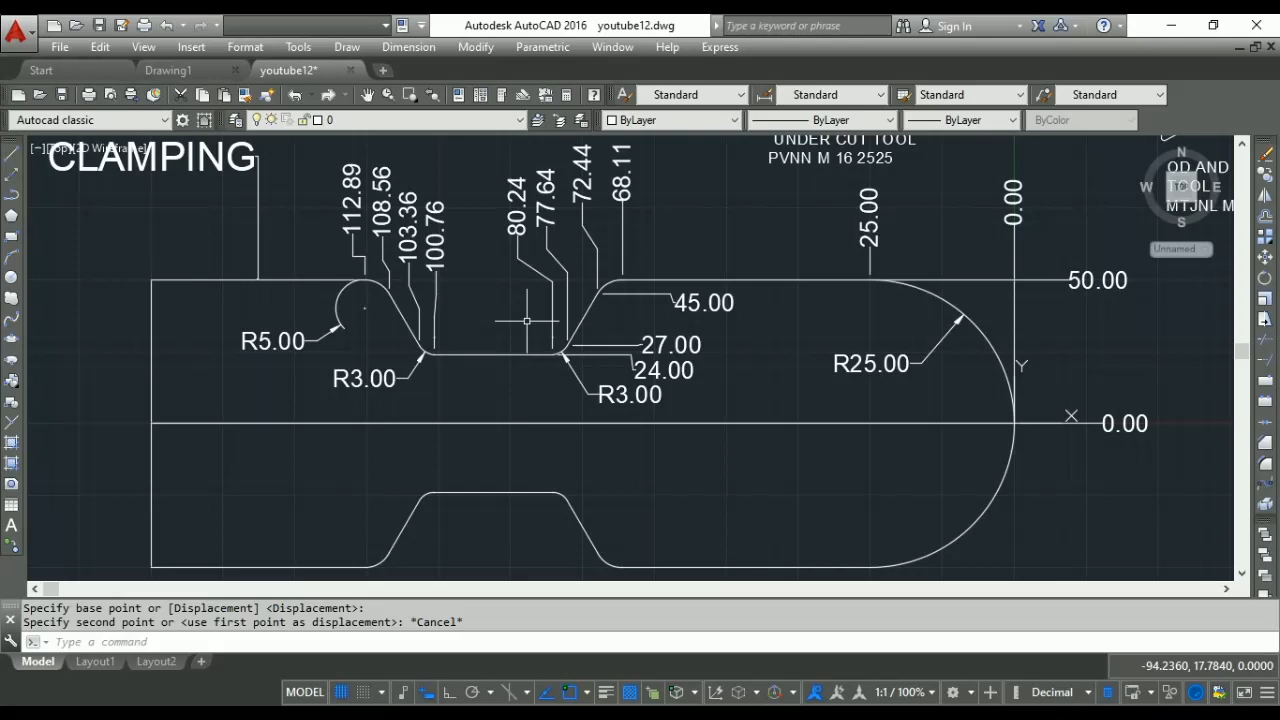 Autodesk AutoCAD 2016 youtube12.dwg
Type a keyword or phrase
Sign In
File Edit View Insert Format Tools Draw Dimension Modify Parametric Window Help Express
Start Drawing1 youtube12*
Standard Standard Standard Standard
Autocad classic 0 ByLayer ByLayer ByLayer ByColor
[−][Top][2D Wireframe]
CLAMPING
UNDER CUT TOOL
PVNN M 16 2525
OD AND
TOOL
MTJNL M
N
W TOP E
S
Unnamed
112.89
108.56
103.36
100.76
80.24
77.64
72.44
68.11
25.00
0.00
50.00
45.00
R5.00
27.00
24.00
R3.00
R3.00
R25.00
Y
X
0.00
Specify base point or [Displacement] <Displacement>:
Specify second point or <use first point as displacement>: *Cancel*
Type a command
Model Layout1 Layout2
-94.2360, 17.7840, 0.0000
MODEL 1:1 / 100% Decimal